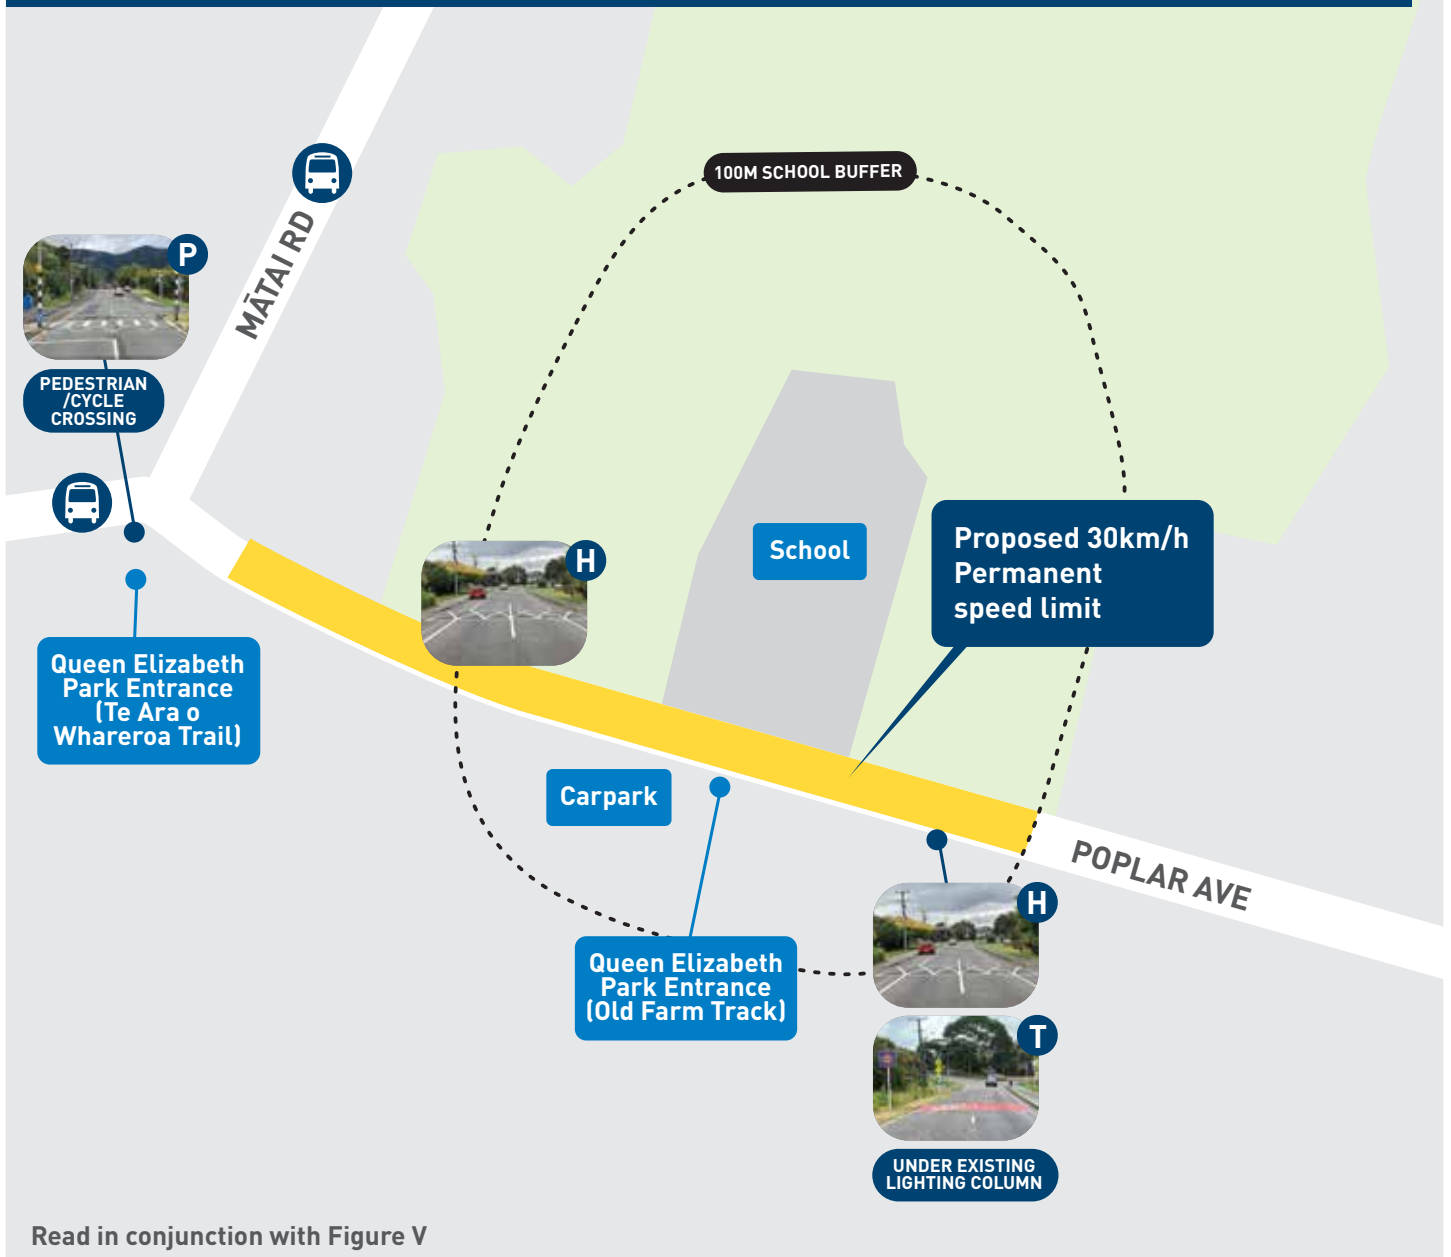 100M SCHOOL BUFFER
MĀTAI RD
P
PEDESTRIAN
/CYCLE
CROSSING
H
School
Proposed 30km/h
Permanent
speed limit
Queen Elizabeth
Park Entrance
(Te Ara o
Whareroa Trail)
Carpark
POPLAR AVE
H
Queen Elizabeth
Park Entrance
(Old Farm Track)
T
UNDER EXISTING
LIGHTING COLUMN
Read in conjunction with Figure V